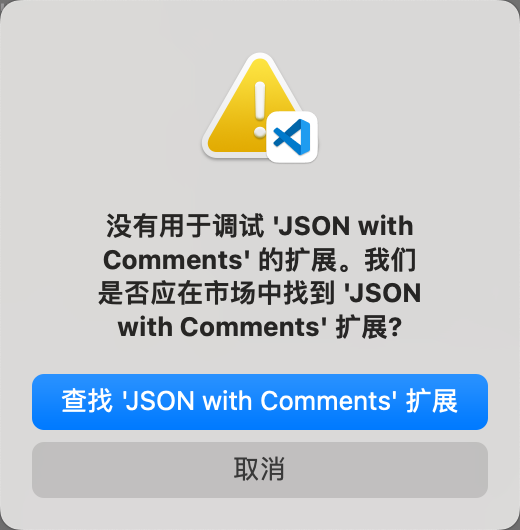 没有用于调试 'JSON with
Comments' 的扩展。我们
是否应在市场中找到 'JSON
with Comments' 扩展?
查找 'JSON with Comments' 扩展
取消